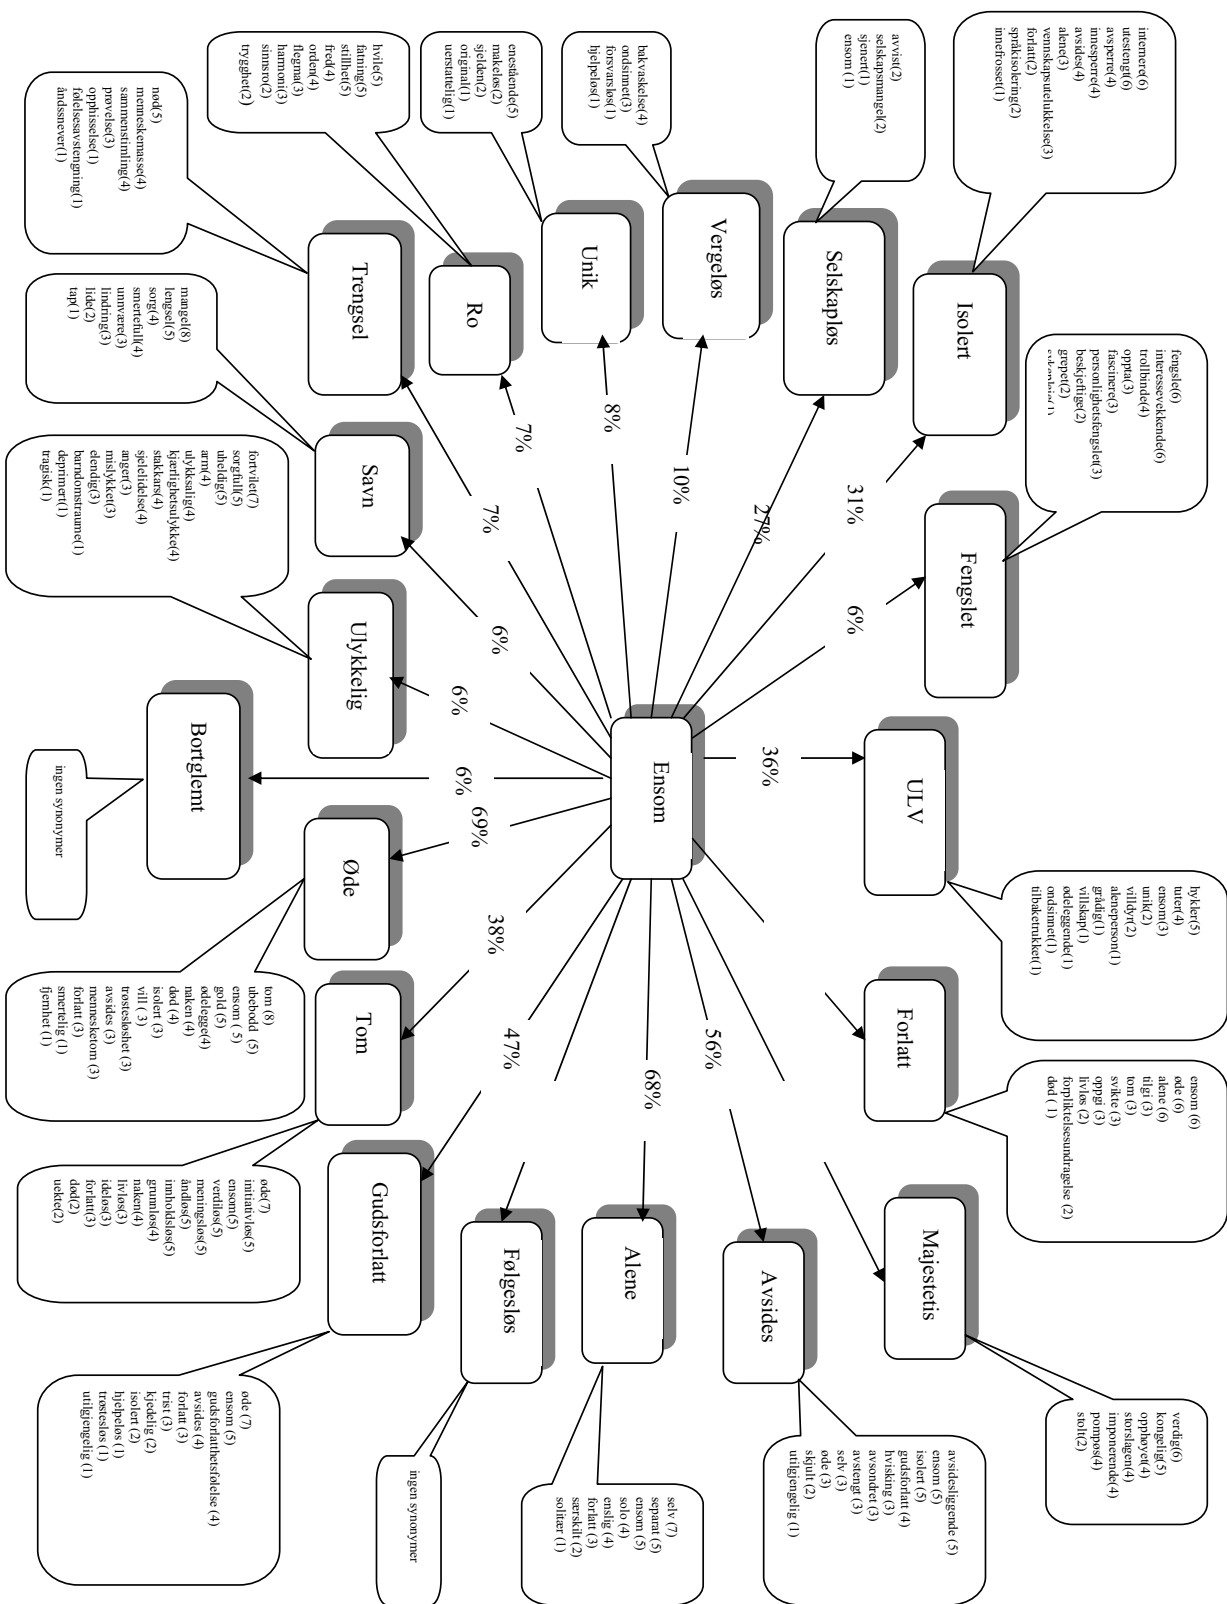 internere(6)
utestengt(6)
avsperre(4)
innesperre(4)
avsides(4)
alene(3)
vennskapsutelukkelse(3)
forlatt(2)
språkisolering(2)
innefrosset(1)
Isolert
31%
fengsle(6)
interessevekkende(6)
trollbinde(4)
oppta(3)
fascinere(3)
personlighetsfengslet(3)
beskjeftige(2)
grepet(2)
Fengslet
6%
avvist(2)
selskapsmangel(2)
sjenert(1)
ensom(1)
Selskapløs
27%
bakvaskelse(4)
ondsinnet(3)
forsvarsløs(1)
hjelpeløs(1)
Vergeløs
10%
enestående(5)
makeløs(2)
sjelden(2)
original(1)
uerstattelig(1)
Unik
8%
hvile(5)
fatning(5)
stillhet(5)
fred(4)
orden(4)
flegma(3)
harmoni(3)
sinnsro(2)
trygghet(2)
Ro
7%
nød(5)
menneskemasse(4)
sammenstimling(4)
prøvelse(3)
opphisselse(1)
følelsesavstengning(1)
åndssnever(1)
Trengsel
7%
mangel(8)
lengsel(5)
sorg(4)
smertefull(4)
unnvære(3)
lindring(3)
lide(2)
tap(1)
Savn
6%
fortvilet(7)
sorgfull(5)
uheldig(5)
arm(4)
ulykksalig(4)
kjærlighetsulykke(4)
stakkars(4)
sjelelidelse(4)
anger(3)
mislykket(3)
elendig(3)
barndomstraume(1)
deprimert(1)
tragisk(1)
Ulykkelig
6%
Bortglemt
6%
ingen synonymer
Ensom
36%
ULV
hykler(5)
tuter(4)
ensom(3)
unik(2)
villdyr(2)
aleneperson(1)
grådig(1)
villskap(1)
ødeleggende(1)
ondsinnet(1)
tilbaketrukket(1)
Forlatt
ensom (6)
øde (6)
alene (6)
tilgi (3)
tom (3)
svikte (3)
oppgi (3)
livløs (2)
forpliktelsesundragelse (2)
død ( 1)
Majestetis
verdig(6)
kongelig(5)
opphøyet(4)
storslagen(4)
imponerende(4)
pompøs(4)
stolt(2)
56%
Avsides
avsidesliggende (5)
ensom (5)
isolert (5)
gudsforlatt (4)
hvisking (3)
avsondret (3)
avstengt (3)
selv (3)
øde (3)
skjult (2)
utilgjengelig (1)
68%
Alene
selv (7)
separat (5)
ensom (5)
solo (4)
enslig (4)
forlatt (3)
særskilt (2)
solitær (1)
Følgesløs
ingen synonymer
47%
Gudsforlatt
øde (7)
ensom (5)
gudsforlatthetsfølelse (4)
avsides (4)
forlatt (3)
trist (3)
kjedelig (2)
isolert (2)
hjelpeløs (1)
trøstesløs (1)
utilgjengelig (1)
38%
Tom
øde(7)
initiativløs(5)
ensom(5)
verdiløs(5)
meningsløs(5)
åndløs(5)
innholdsløs(5)
grunnløs(4)
naken(4)
livløs(3)
ideløs(3)
forlatt(3)
død(2)
uekte(2)
69%
Øde
tom (8)
ubebodd (5)
ensom ( 5)
gold (5)
ødelegge(4)
naken (4)
død (4)
isolert (3)
vill ( 3)
trøstesløshet (3)
avsides (3)
mennesketom (3)
forlatt (3)
smertelig (1)
fjernhet (1)